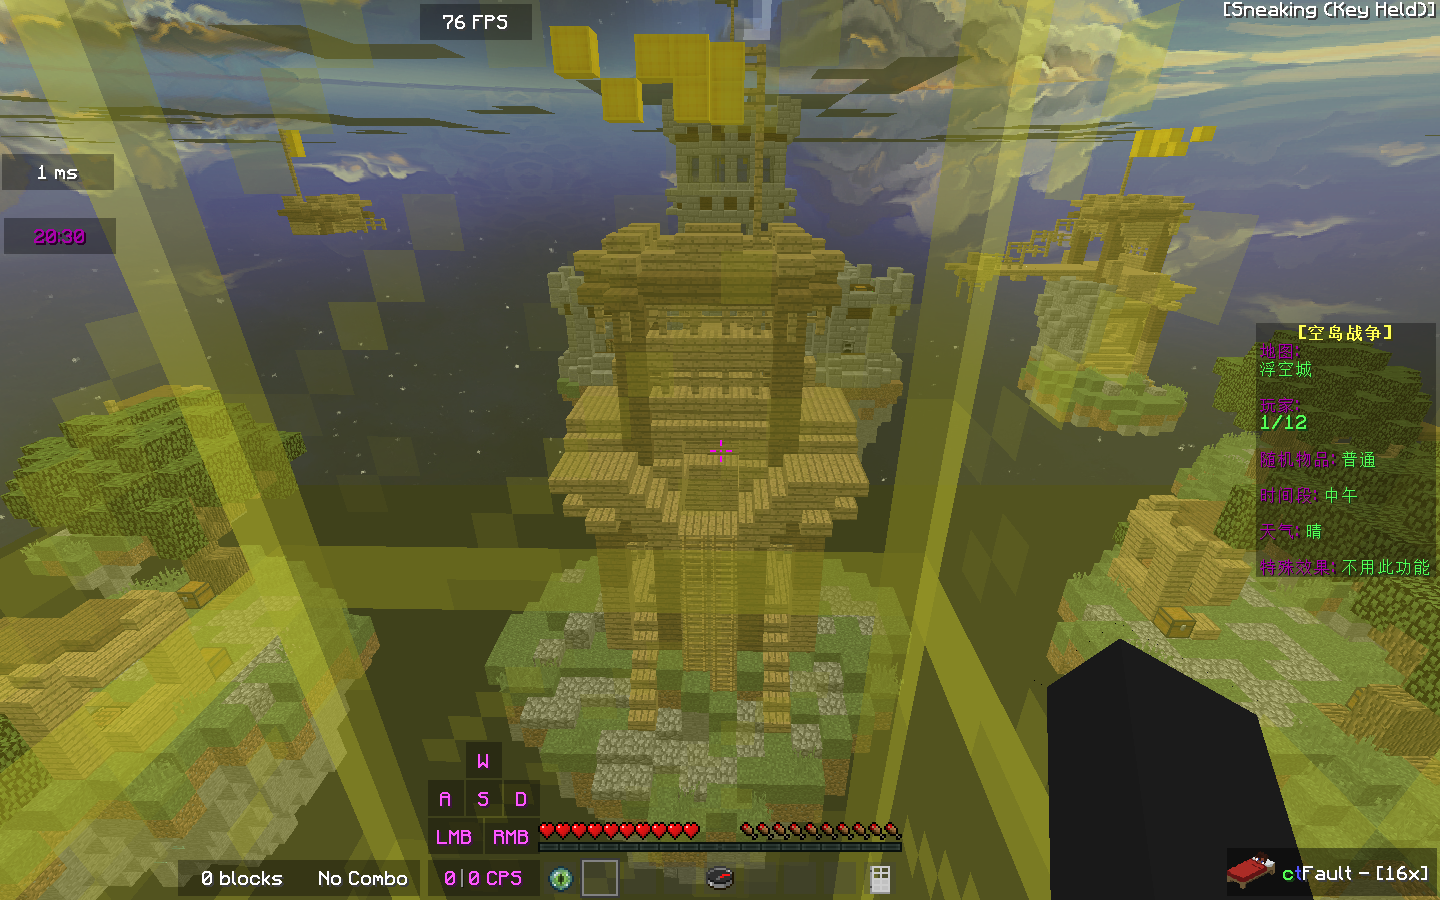 [Sneaking (Key Held)]
76 FPS
1 ms
20:30
[空岛战争]
地图:
浮空城
玩家:
1/12
随机物品: 普通
时间段: 中午
天气: 晴
特殊效果: 不用此功能
W
A S D
LMB RMB
0 blocks No Combo 0|0 CPS
ctFault - [16x]